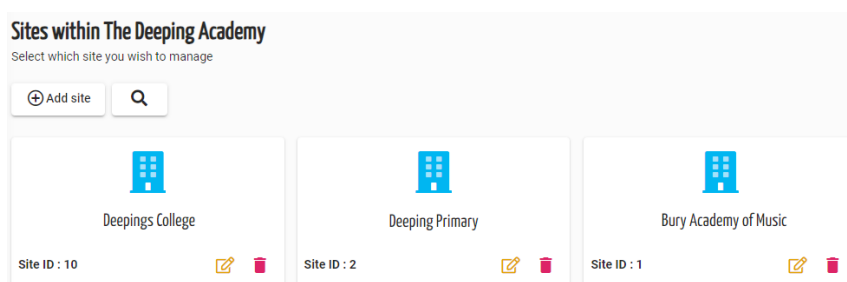 Sites within The Deeping Academy
Select which site you wish to manage
Add site
Deepings College
Deeping Primary
Bury Academy of Music
Site ID : 10
Site ID : 2
Site ID : 1